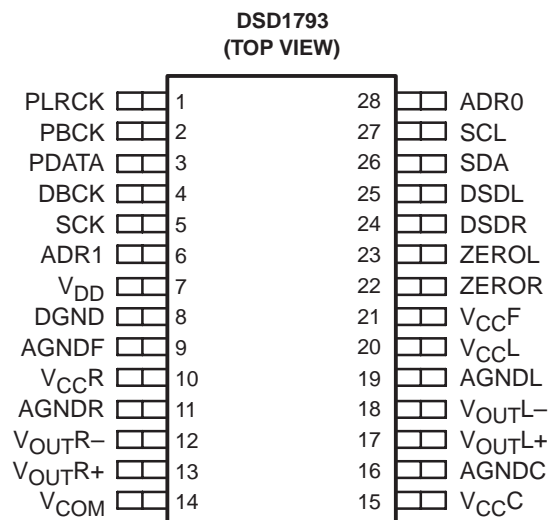 DSD1793
(TOP VIEW)
PLRCK 1 28 ADR0
PBCK 2 27 SCL
PDATA 3 26 SDA
DBCK 4 25 DSDL
SCK 5 24 DSDR
ADR1 6 23 ZEROL
VDD 7 22 ZEROR
DGND 8 21 VCCF
AGNDF 9 20 VCCL
VCCR 10 19 AGNDL
AGNDR 11 18 VOUTL–
VOUTR– 12 17 VOUTL+
VOUTR+ 13 16 AGNDC
VCOM 14 15 VCCC